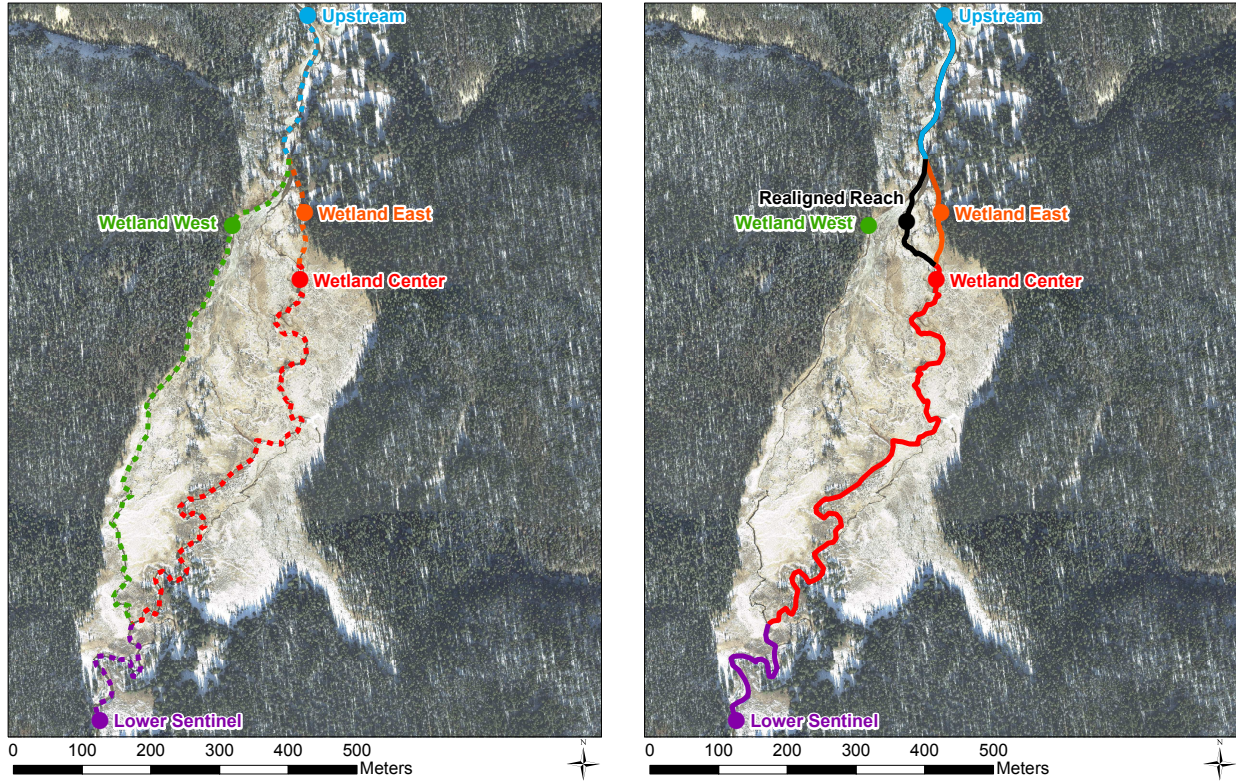 Upstream
Wetland West
Wetland East
Wetland Center
Lower Sentinel
0 100 200 300 400 500
Meters
N
Upstream
Realigned Reach
Wetland West
Wetland East
Wetland Center
Lower Sentinel
0 100 200 300 400 500
Meters
N